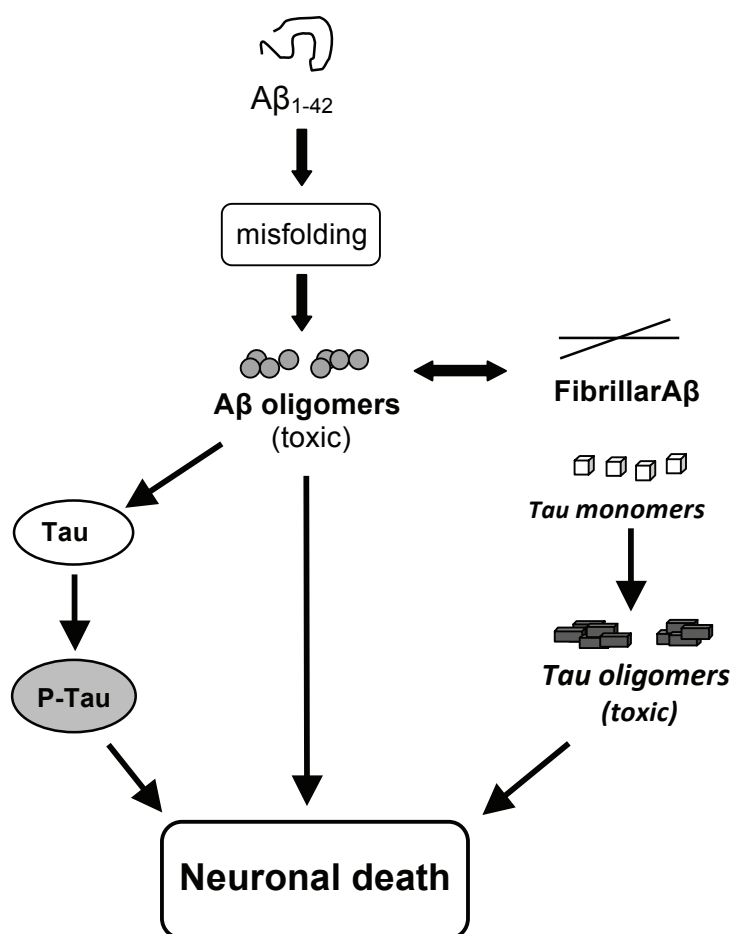 Aβ₁₋₄₂
misfolding
Aβ oligomers
(toxic)
FibrillarAβ
Tau monomers
Tau
Tau oligomers
(toxic)
P-Tau
Neuronal death